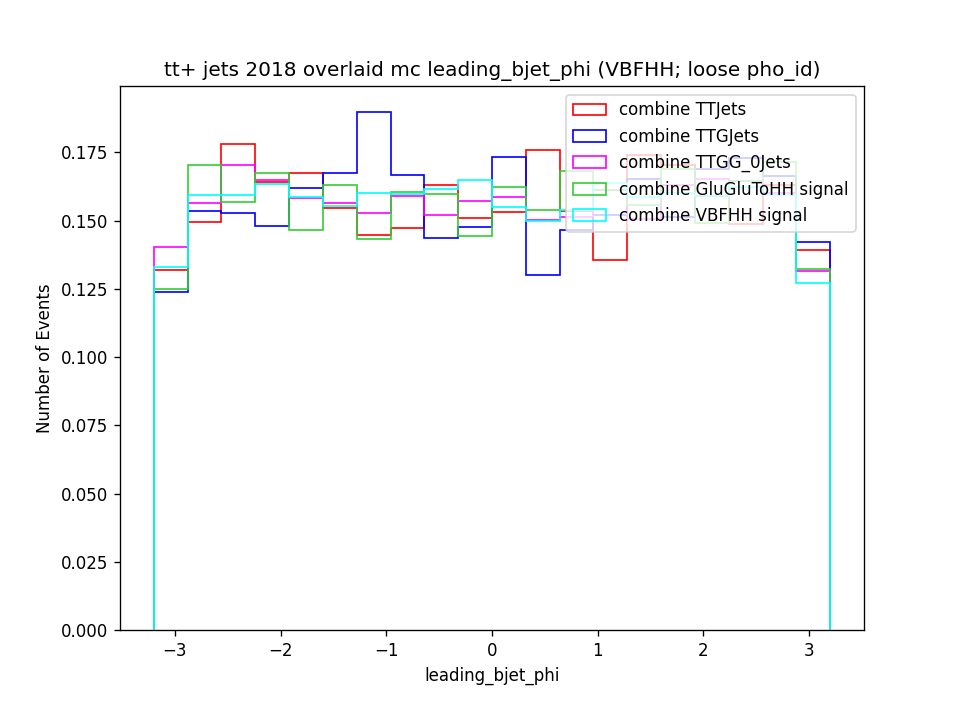 tt+ jets 2018 overlaid mc leading_bjet_phi (VBFHH; loose pho_id)
combine TTJets
combine TTGJets
combine TTGG_0Jets
combine GluGluToHH signal
combine VBFHH signal
Number of Events
0.175
0.150
0.125
0.100
0.075
0.050
0.025
0.000
−3 −2 −1 0 1 2 3
leading_bjet_phi